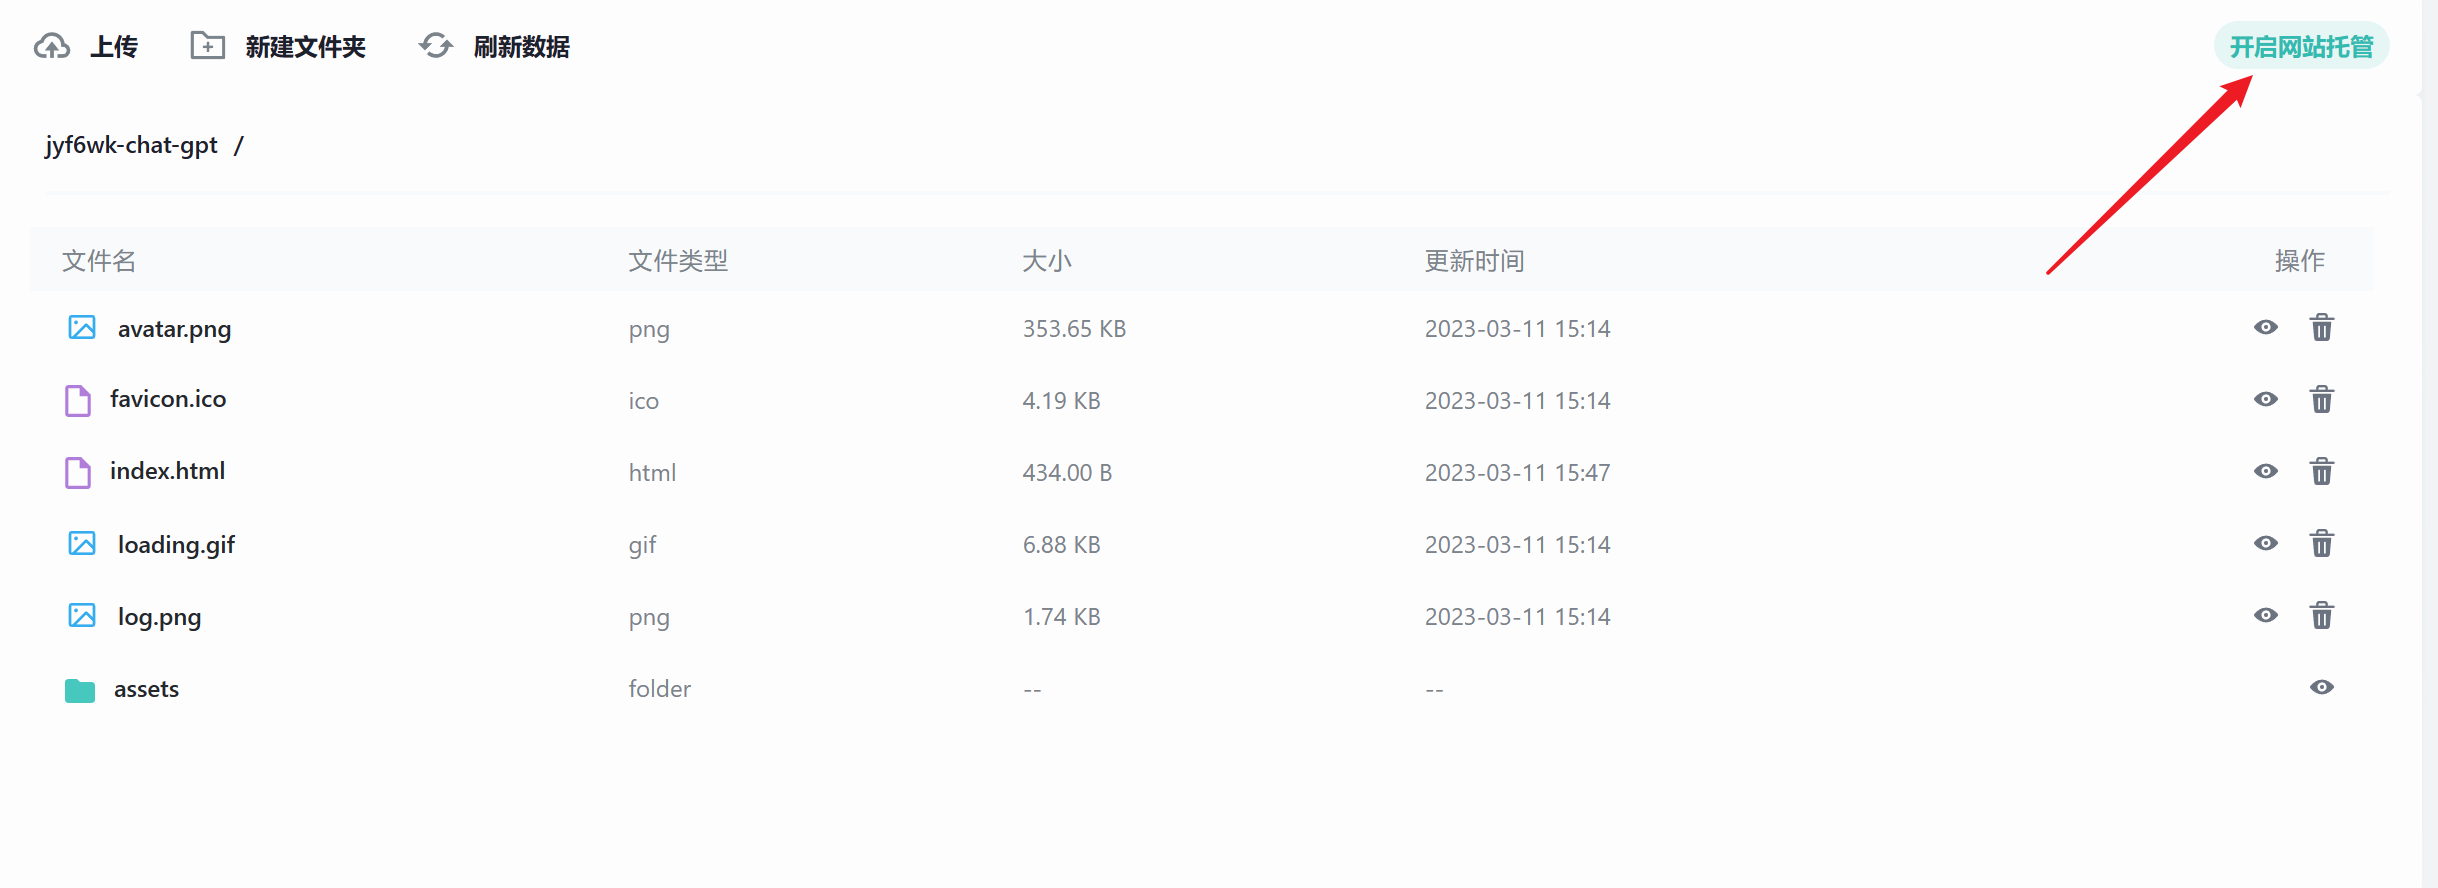 上传 新建文件夹 刷新数据 开启网站托管
jyf6wk-chat-gpt /
文件名 文件类型 大小 更新时间 操作
avatar.png png 353.65 KB 2023-03-11 15:14
favicon.ico ico 4.19 KB 2023-03-11 15:14
index.html html 434.00 B 2023-03-11 15:47
loading.gif gif 6.88 KB 2023-03-11 15:14
log.png png 1.74 KB 2023-03-11 15:14
assets folder -- --